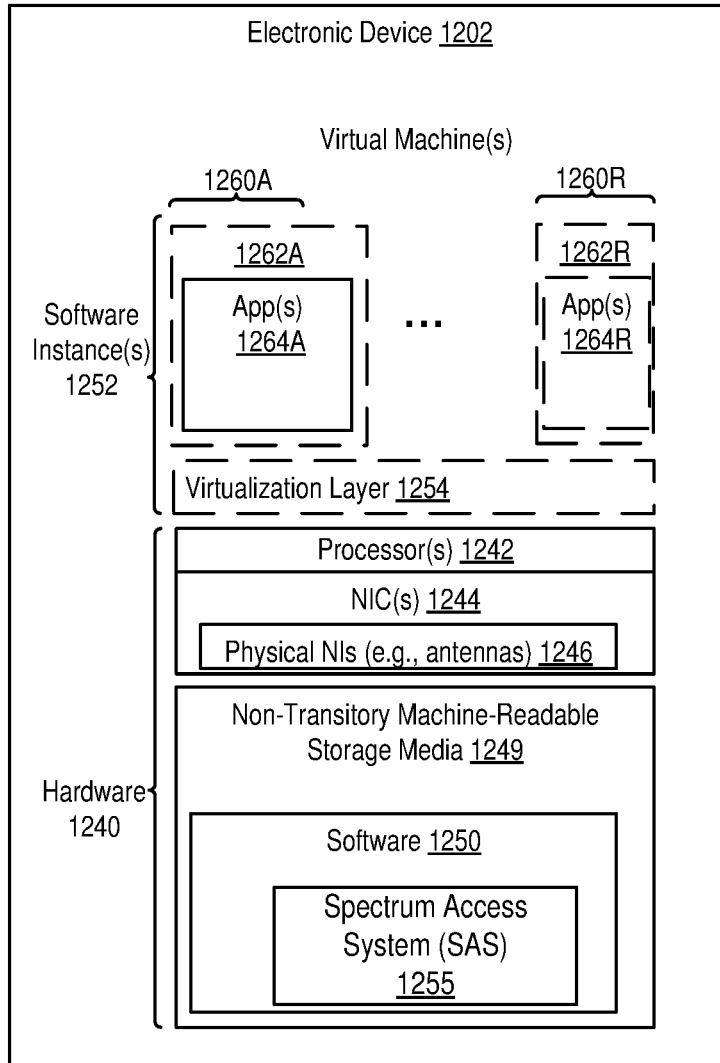 Electronic Device 1202
Virtual Machine(s)
1260A
1260R
1262A
1262R
App(s)
1264A
...
App(s)
1264R
Software
Instance(s)
1252
Virtualization Layer 1254
Processor(s) 1242
NIC(s) 1244
Physical NIs (e.g., antennas) 1246
Non-Transitory Machine-Readable
Storage Media 1249
Hardware
1240
Software 1250
Spectrum Access
System (SAS)
1255